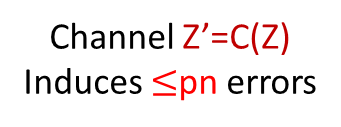 Channel Z’=C(Z)
Induces ≤pn errors